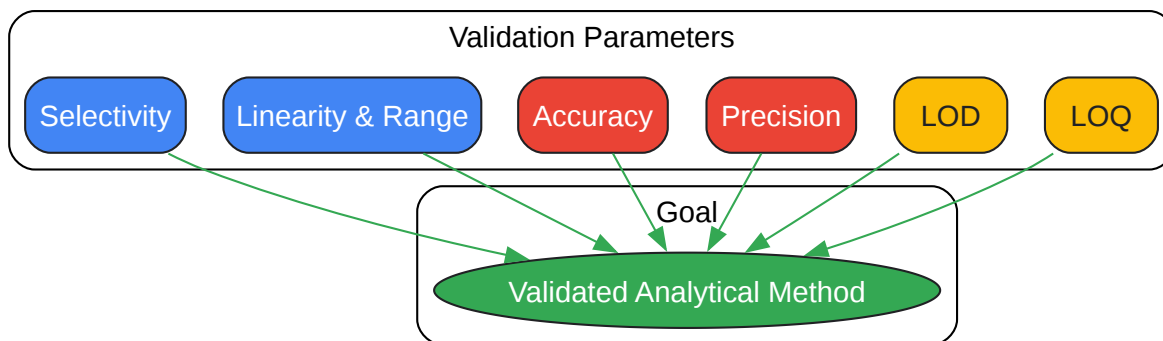 Validation Parameters
Selectivity
Linearity & Range
Accuracy
Precision
LOD
LOQ
Goal
Validated Analytical Method